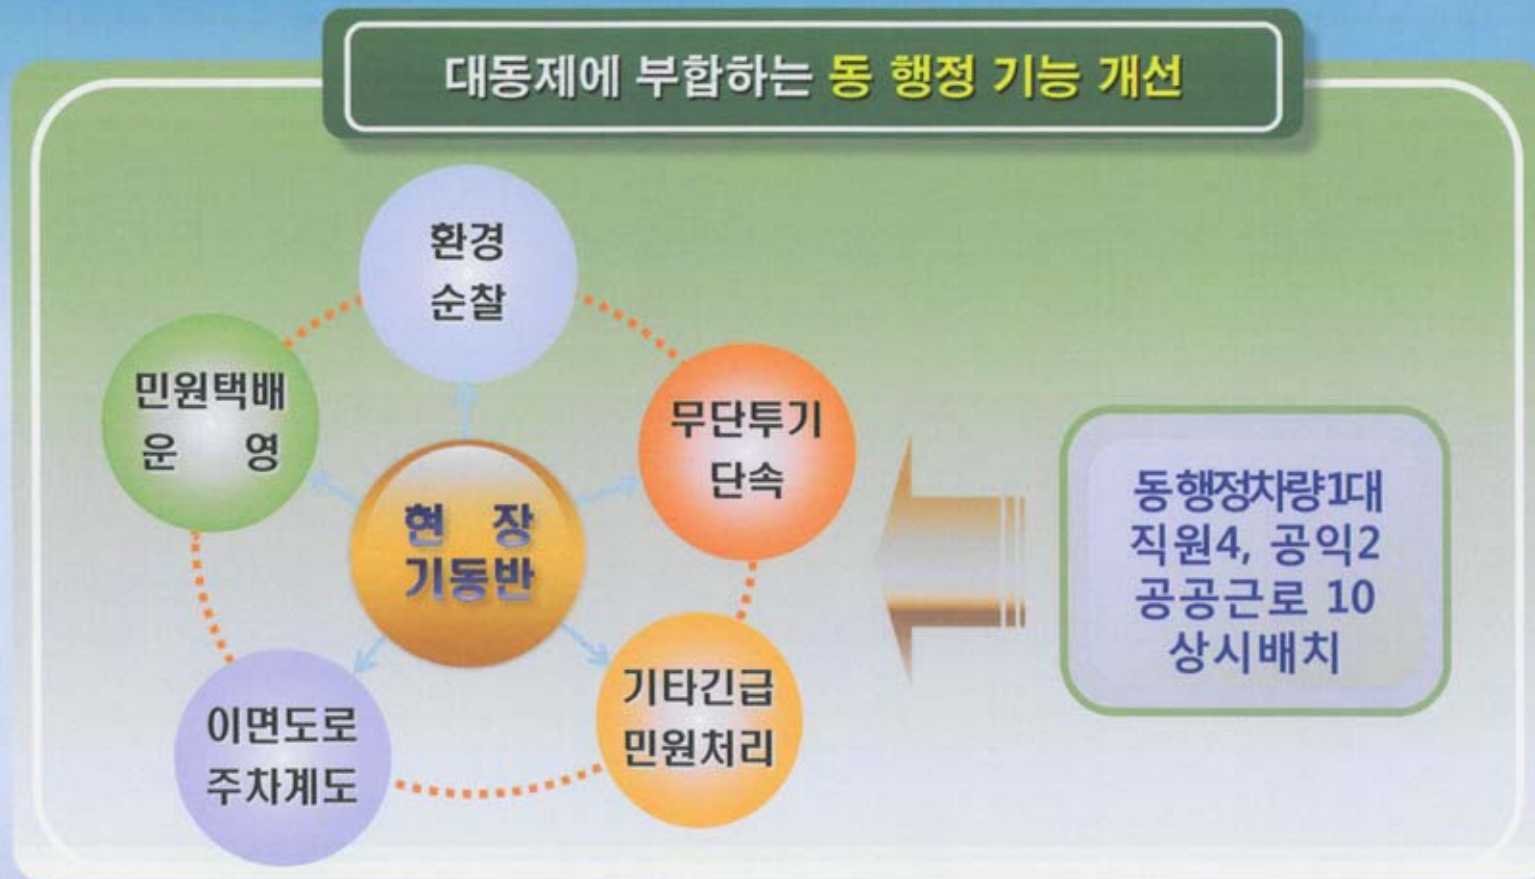 대동제에 부합하는 동 행정 기능 개선
환경
순찰
민원택배
운 영
무단투기
단속
현 장
기동반
이면도로
주차계도
기타긴급
민원처리
동행정차량1대
직원4, 공익2
공공근로 10
상시배치